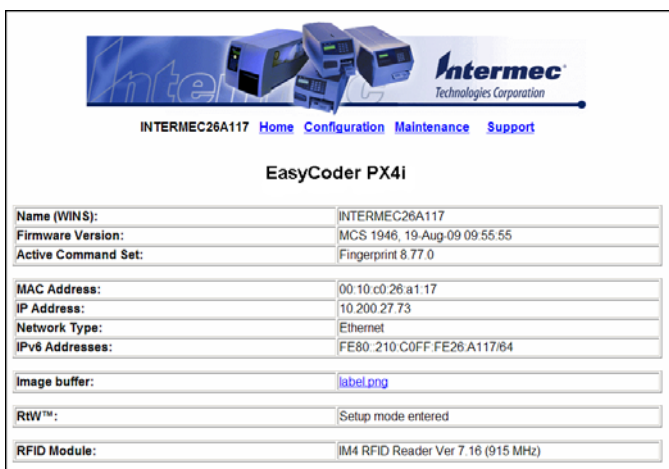 Intermec
Intermec
Technologies Corporation
INTERMEC26A117 Home Configuration Maintenance Support
EasyCoder PX4i
Name (WINS): INTERMEC26A117
Firmware Version: MCS 1946, 19-Aug-09 09:55:55
Active Command Set: Fingerprint 8.77.0
MAC Address: 00:10:c0:26:a1:17
IP Address: 10.200.27.73
Network Type: Ethernet
IPv6 Addresses: FE80::210:C0FF:FE26:A117/64
Image buffer: label.png
RtW™: Setup mode entered
RFID Module: IM4 RFID Reader Ver 7.16 (915 MHz)